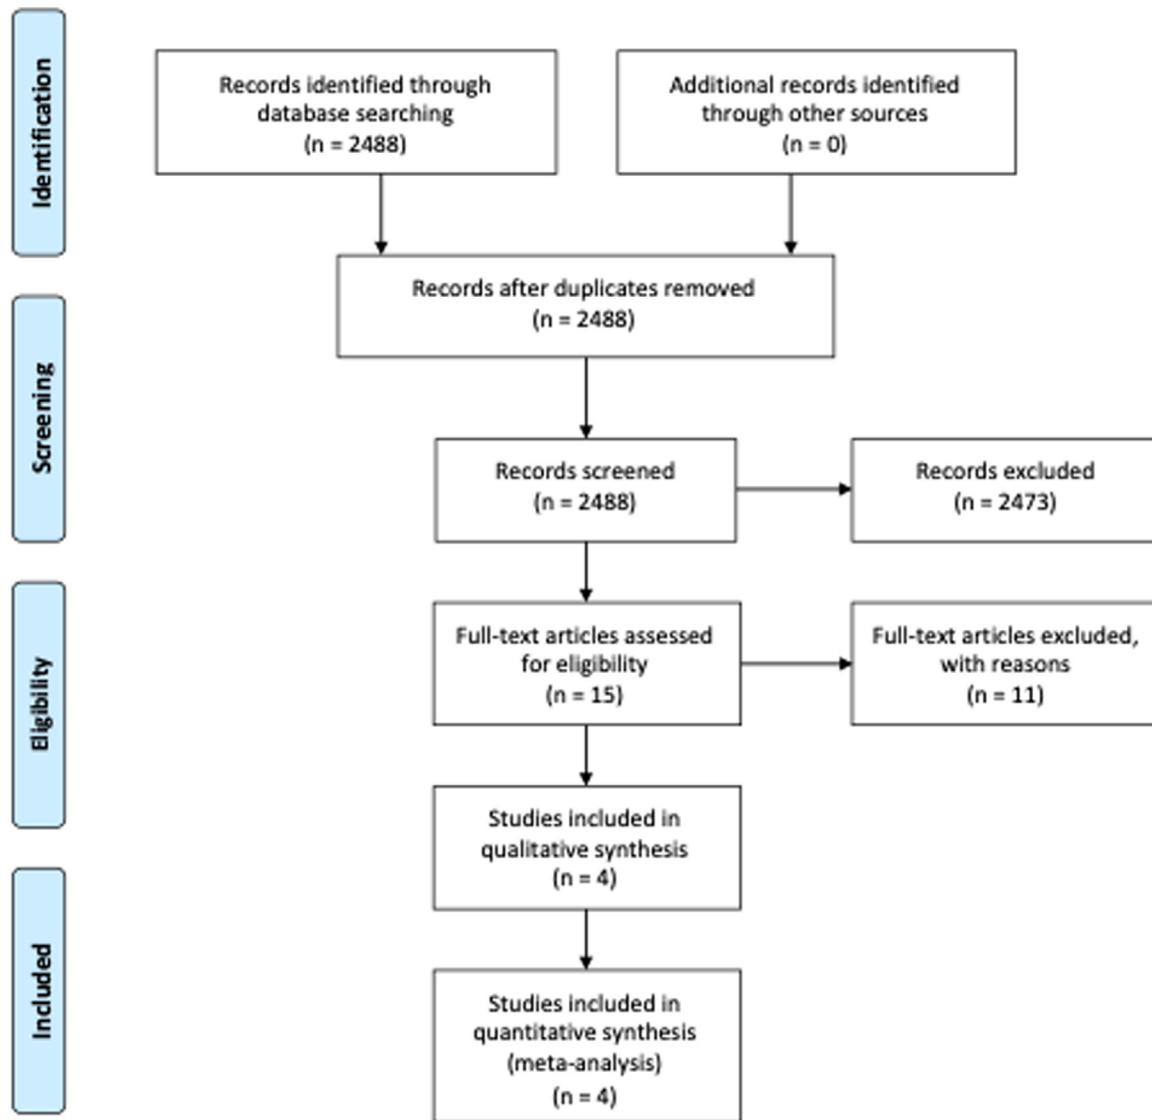 Identification
Records identified through
database searching
(n = 2488)
Additional records identified
through other sources
(n = 0)
Records after duplicates removed
(n = 2488)
Screening
Records screened
(n = 2488)
Records excluded
(n = 2473)
Eligibility
Full-text articles assessed
for eligibility
(n = 15)
Full-text articles excluded,
with reasons
(n = 11)
Studies included in
qualitative synthesis
(n = 4)
Included
Studies included in
quantitative synthesis
(meta-analysis)
(n = 4)